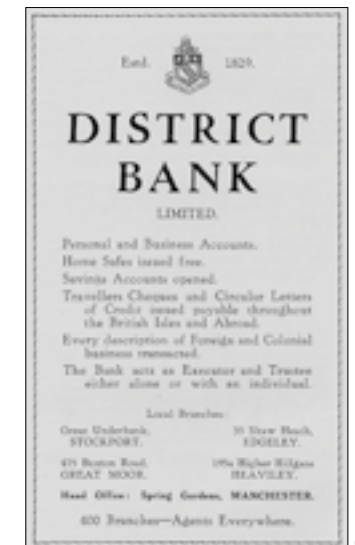 Estd. 1829.
DISTRICT
BANK
LIMITED.
Personal and Business Accounts.
Home Safes issued free.
Savings Accounts opened.
Travellers Cheques and Circular Letters
of Credit issued payable throughout
the British Isles and Abroad.
Every description of Foreign and Colonial
business transacted.
The Bank acts as Executor and Trustee
either alone or with an individual.
Local Branches:
Great Underbank, 
STOCKPORT.
35 Shaw Heath,
EDGELEY.
475 Buxton Road,
GREAT MOOR.
Higher Hillgate
HEAVILEY.
Head Office: Spring Gardens, MANCHESTER.
600 Branches—Agents Everywhere.